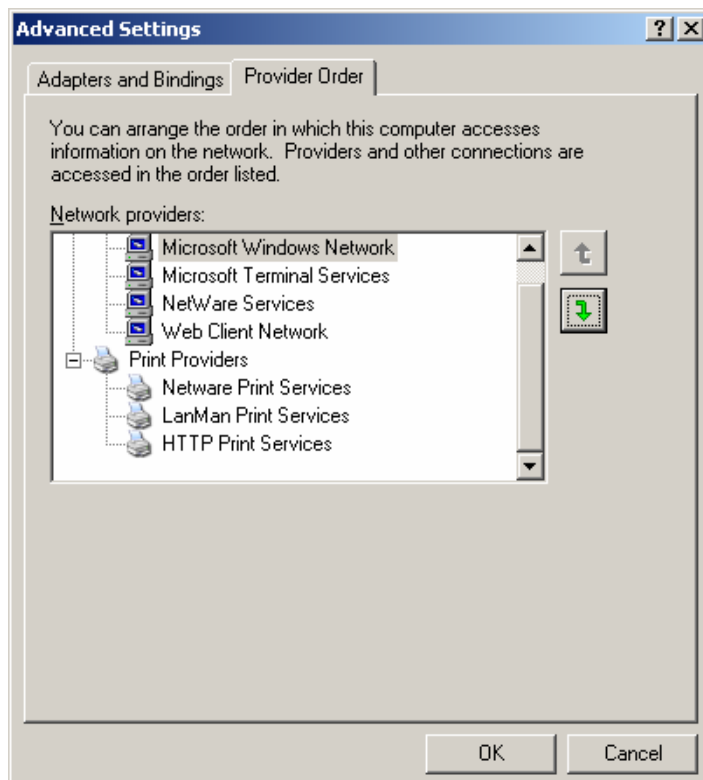 Advanced Settings
Adapters and Bindings
Provider Order
You can arrange the order in which this computer accesses
information on the network.  Providers and other connections are
accessed in the order listed.
Network providers:
Microsoft Windows Network
Microsoft Terminal Services
NetWare Services
Web Client Network
Print Providers
Netware Print Services
LanMan Print Services
HTTP Print Services
OK
Cancel